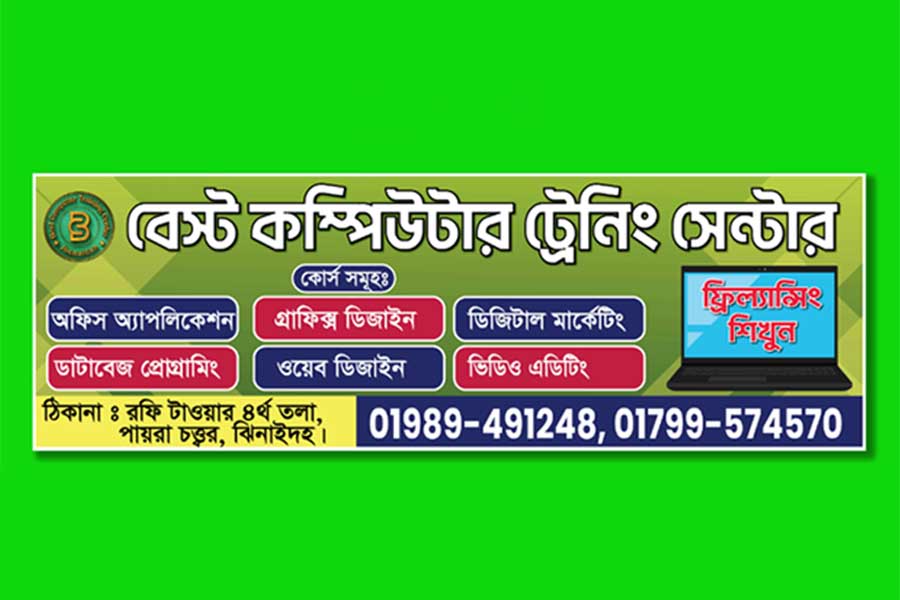 বেস্ট কম্পিউটার ট্রেনিং সেন্টার
কোর্স সমূহঃ
অফিস অ্যাপলিকেশন
গ্রাফিক্স ডিজাইন
ডিজিটাল মার্কেটিং
ডাটাবেজ প্রোগ্রামিং
ওয়েব ডিজাইন
ভিডিও এডিটিং
ফ্রিল্যান্সিং
শিখুন
ঠিকানা ঃ রফি টাওয়ার ৪র্থ তলা,
পায়রা চত্ত্বর, ঝিনাইদহ।
01989-491248, 01799-574570